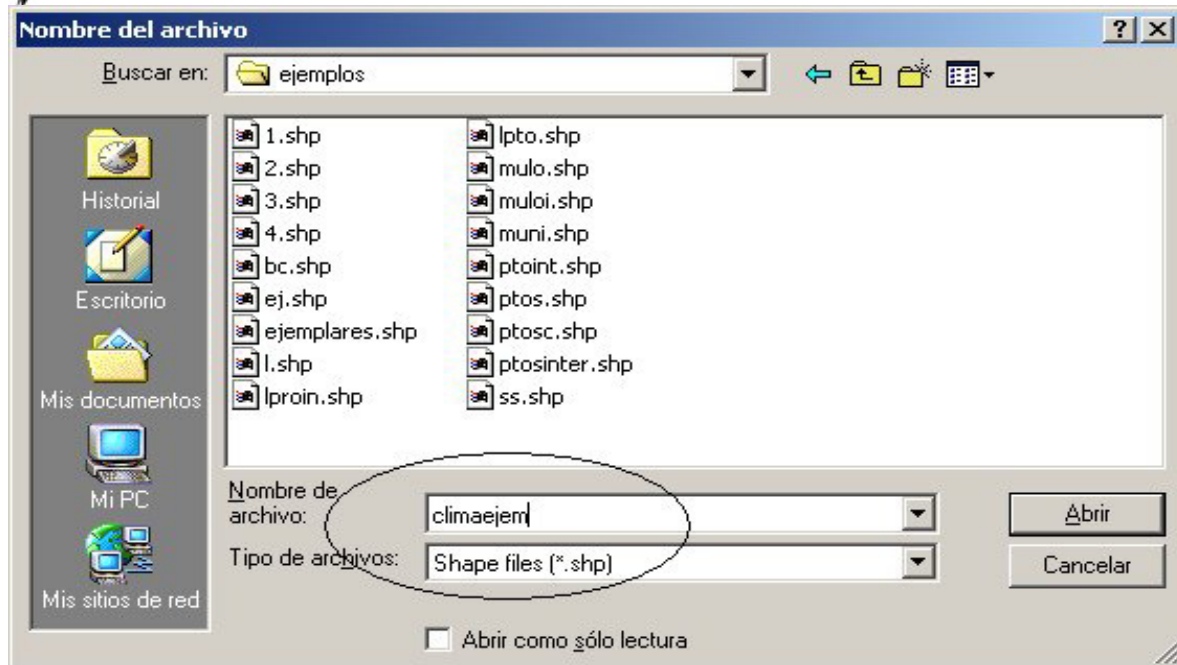 Nombre del archivo
Buscar en: ejemplos
Historial
Escritorio
Mis documentos
Mi PC
Mis sitios de red
1.shp
2.shp
3.shp
4.shp
bc.shp
ej.shp
ejemplares.shp
l.shp
lproin.shp
lpto.shp
mulo.shp
muloi.shp
muni.shp
ptoint.shp
ptos.shp
ptosc.shp
ptosinter.shp
ss.shp
Nombre de
archivo: climaejem
Abrir
Tipo de archivos: Shape files (*.shp)
Cancelar
Abrir como sólo lectura